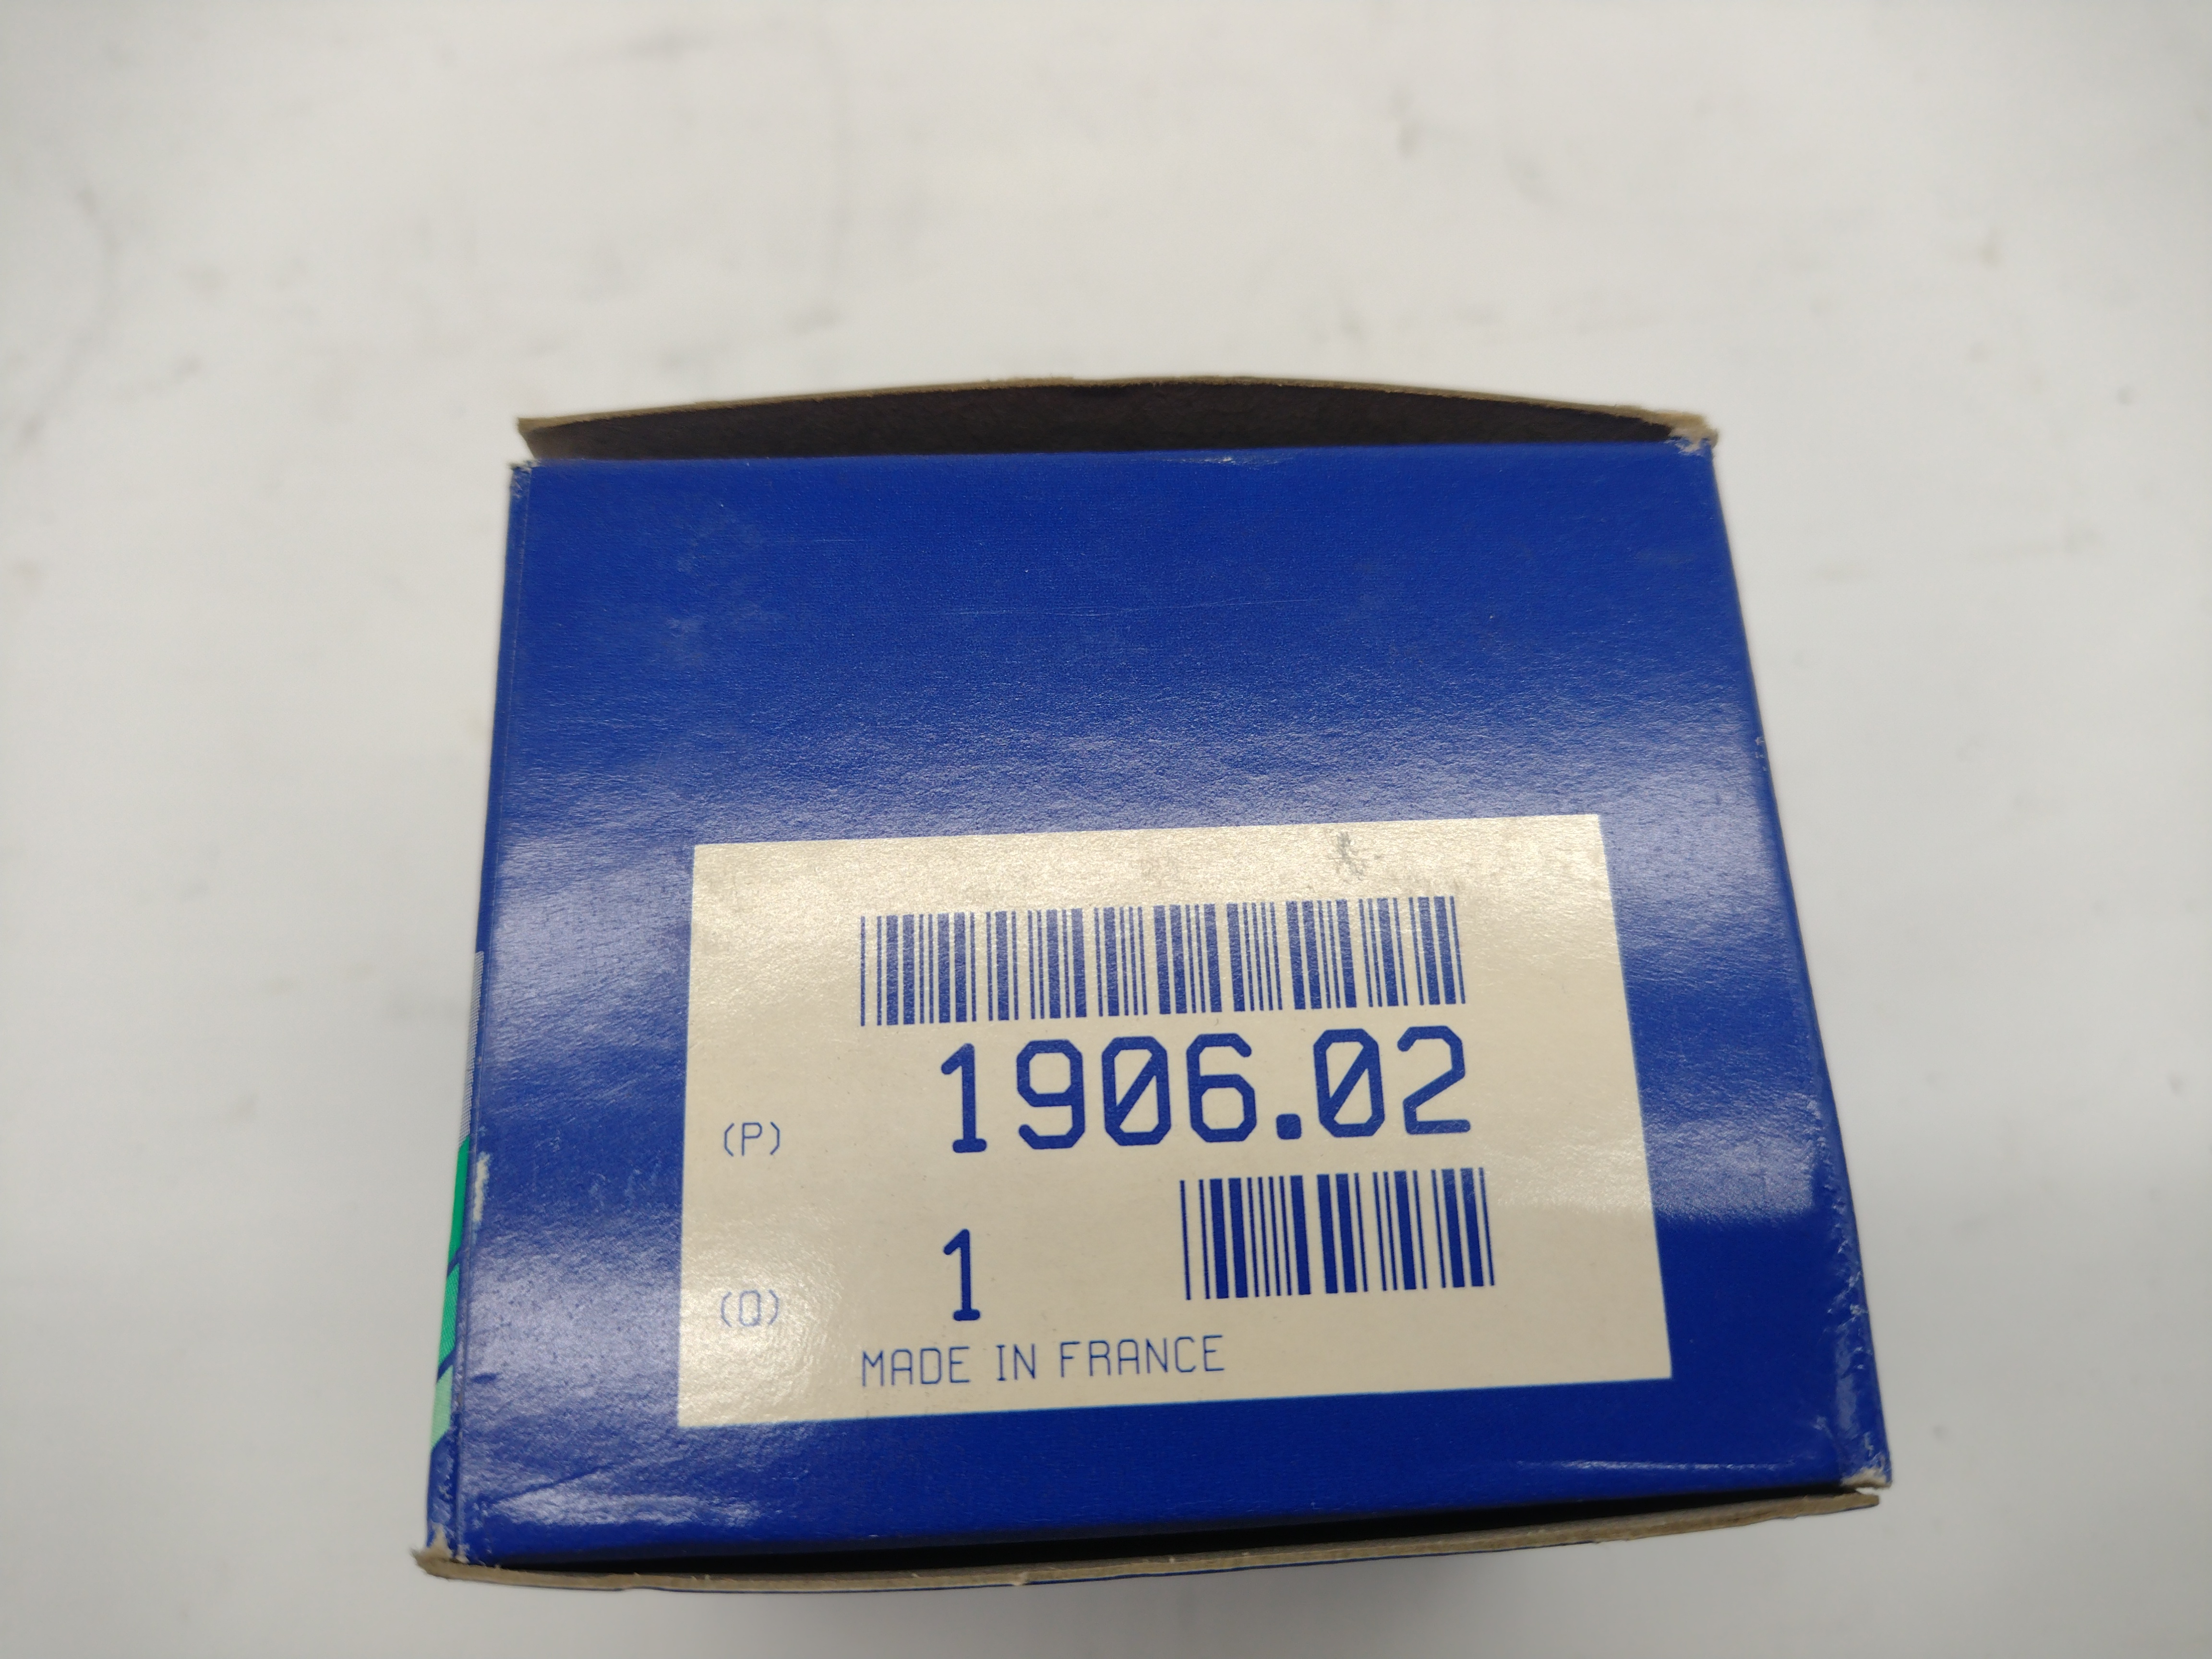 (P) 1906.02
(Q) 1
MADE IN FRANCE